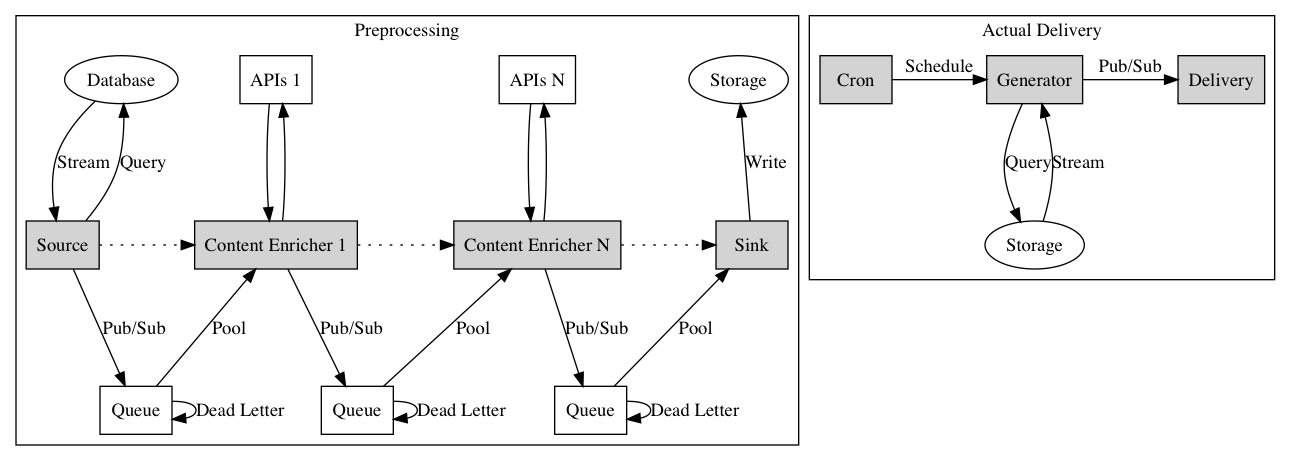 Preprocessing
Database
APIs 1
APIs N
Storage
Stream
Query
Write
Source
Content Enricher 1
Content Enricher N
Sink
Pub/Sub
Pool
Pub/Sub
Pool
Pub/Sub
Pool
Queue
Dead Letter
Queue
Dead Letter
Queue
Dead Letter
Actual Delivery
Cron
Schedule
Generator
Pub/Sub
Delivery
Query
Stream
Storage